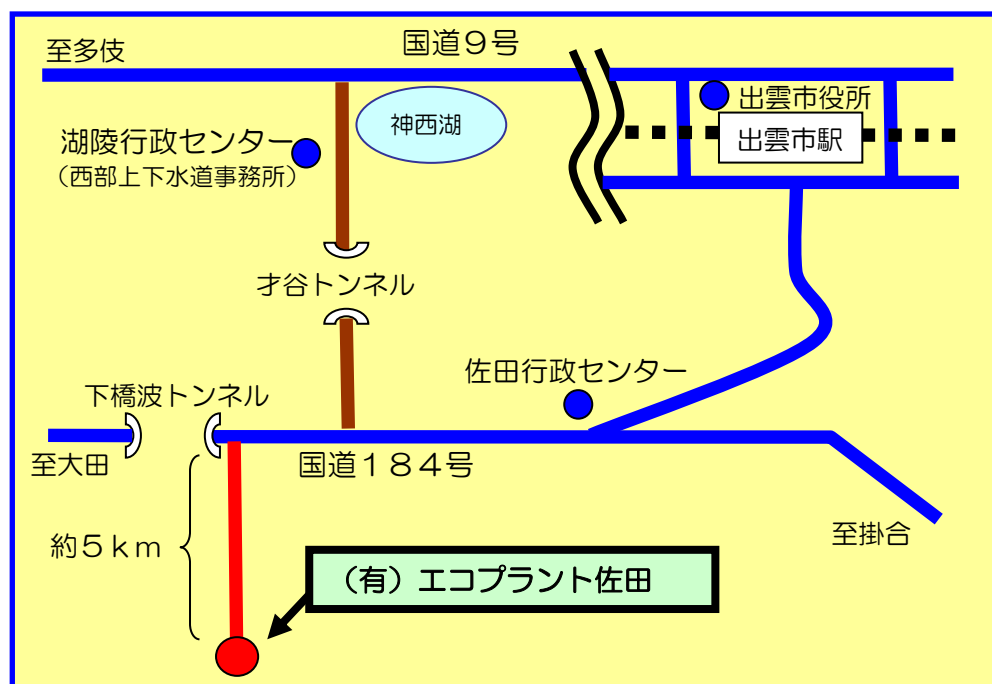 至多伎
国道９号
出雲市役所
神西湖
出雲市駅
湖陵行政センター
（西部上下水道事務所）
才谷トンネル
佐田行政センター
下橋波トンネル
至大田
国道１８４号
至掛合
約５ｋｍ
（有）エコプラント佐田